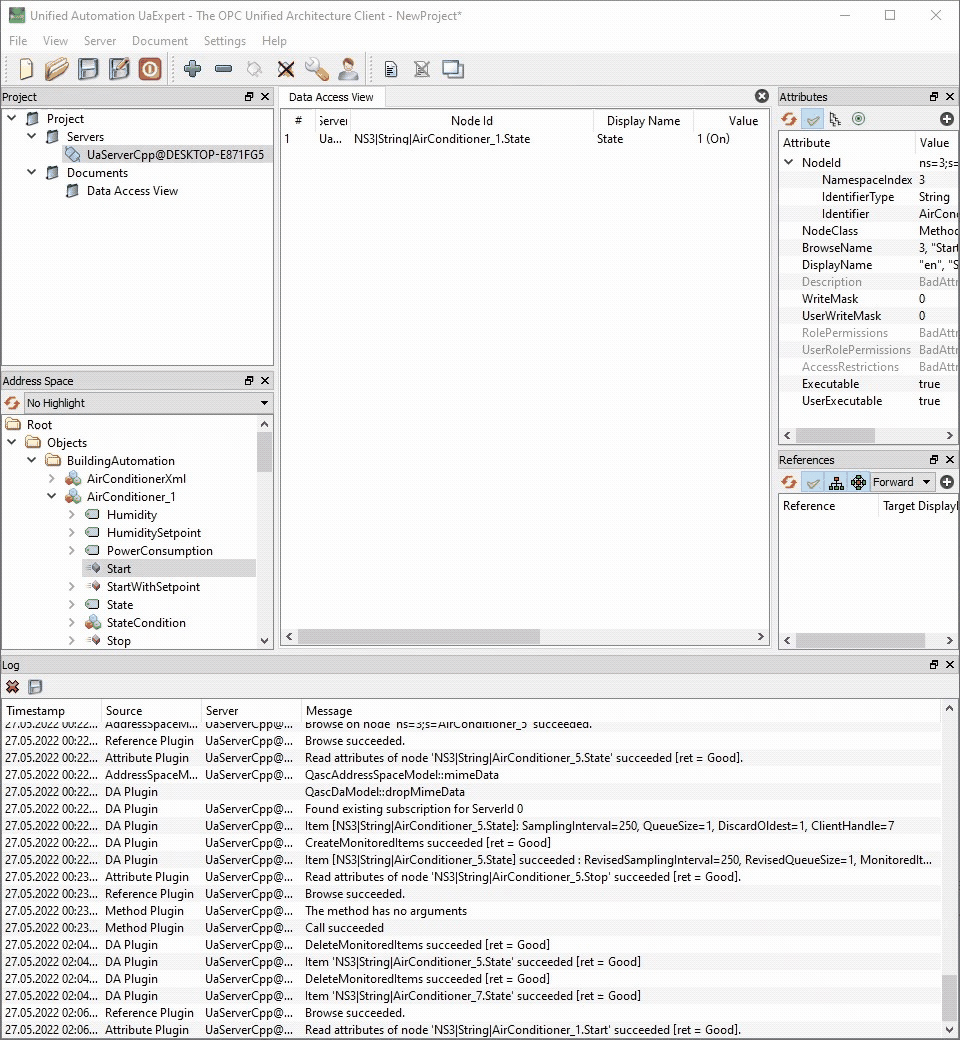 Unified Automation UaExpert - The OPC Unified Architecture Client - NewProject*
File View Server Document Settings Help
Project
Project
Servers
UaServerCpp@DESKTOP-E871FG5
Documents
Data Access View
Address Space
No Highlight
Root
Objects
BuildingAutomation
AirConditionerXml
AirConditioner_1
Humidity
HumiditySetpoint
PowerConsumption
Start
StartWithSetpoint
State
StateCondition
Stop
Data Access View
# Server Node Id Display Name Value
1 Ua... NS3|String|AirConditioner_1.State State 1 (On)
Attributes
Attribute Value
NodeId ns=3;s=
NamespaceIndex 3
IdentifierType String
Identifier AirCon
NodeClass Method
BrowseName 3, "Start
DisplayName "en", "S
Description BadAttr
WriteMask 0
UserWriteMask 0
RolePermissions BadAttr
UserRolePermissions BadAttr
AccessRestrictions BadAttr
Executable true
UserExecutable true
References
Forward
Reference Target Displayl
Log
Timestamp Source Server Message
27.05.2022 00:22... AddressSpaceM... UaServerCpp@... Browse on node 'ns=3;s=AirConditioner_5' succeeded.
27.05.2022 00:22... Reference Plugin UaServerCpp@... Browse succeeded.
27.05.2022 00:22... Attribute Plugin UaServerCpp@... Read attributes of node 'NS3|String|AirConditioner_5.State' succeeded [ret = Good].
27.05.2022 00:22... AddressSpaceM... UaServerCpp@... QascAddressSpaceModel::mimeData
27.05.2022 00:22... DA Plugin QascDaModel::dropMimeData
27.05.2022 00:22... DA Plugin UaServerCpp@... Found existing subscription for ServerId 0
27.05.2022 00:22... DA Plugin UaServerCpp@... Item [NS3|String|AirConditioner_5.State]: SamplingInterval=250, QueueSize=1, DiscardOldest=1, ClientHandle=7
27.05.2022 00:22... DA Plugin UaServerCpp@... CreateMonitoredItems succeeded [ret = Good]
27.05.2022 00:22... DA Plugin UaServerCpp@... Item [NS3|String|AirConditioner_5.State] succeeded : RevisedSamplingInterval=250, RevisedQueueSize=1, MonitoredIt...
27.05.2022 00:23... Attribute Plugin UaServerCpp@... Read attributes of node 'NS3|String|AirConditioner_5.Stop' succeeded [ret = Good].
27.05.2022 00:23... Reference Plugin UaServerCpp@... Browse succeeded.
27.05.2022 00:23... Method Plugin UaServerCpp@... The method has no arguments
27.05.2022 00:23... Method Plugin UaServerCpp@... Call succeeded
27.05.2022 02:04... DA Plugin UaServerCpp@... DeleteMonitoredItems succeeded [ret = Good]
27.05.2022 02:04... DA Plugin UaServerCpp@... Item 'NS3|String|AirConditioner_5.State' succeeded [ret = Good]
27.05.2022 02:04... DA Plugin UaServerCpp@... DeleteMonitoredItems succeeded [ret = Good]
27.05.2022 02:04... DA Plugin UaServerCpp@... Item 'NS3|String|AirConditioner_7.State' succeeded [ret = Good]
27.05.2022 02:06... Reference Plugin UaServerCpp@... Browse succeeded.
27.05.2022 02:06... Attribute Plugin UaServerCpp@... Read attributes of node 'NS3|String|AirConditioner_1.Start' succeeded [ret = Good].